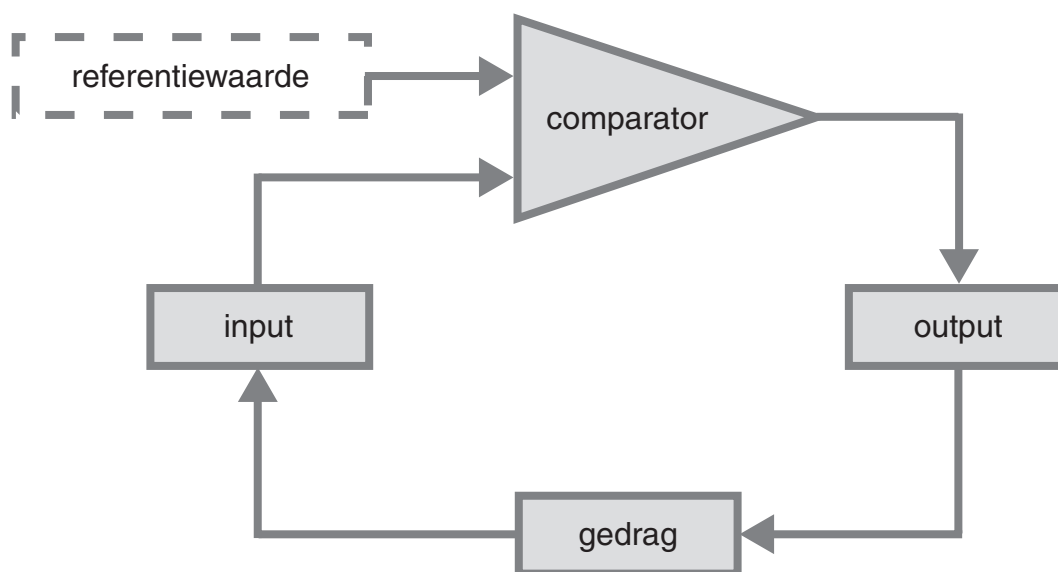 referentiewaarde
comparator
input
output
gedrag